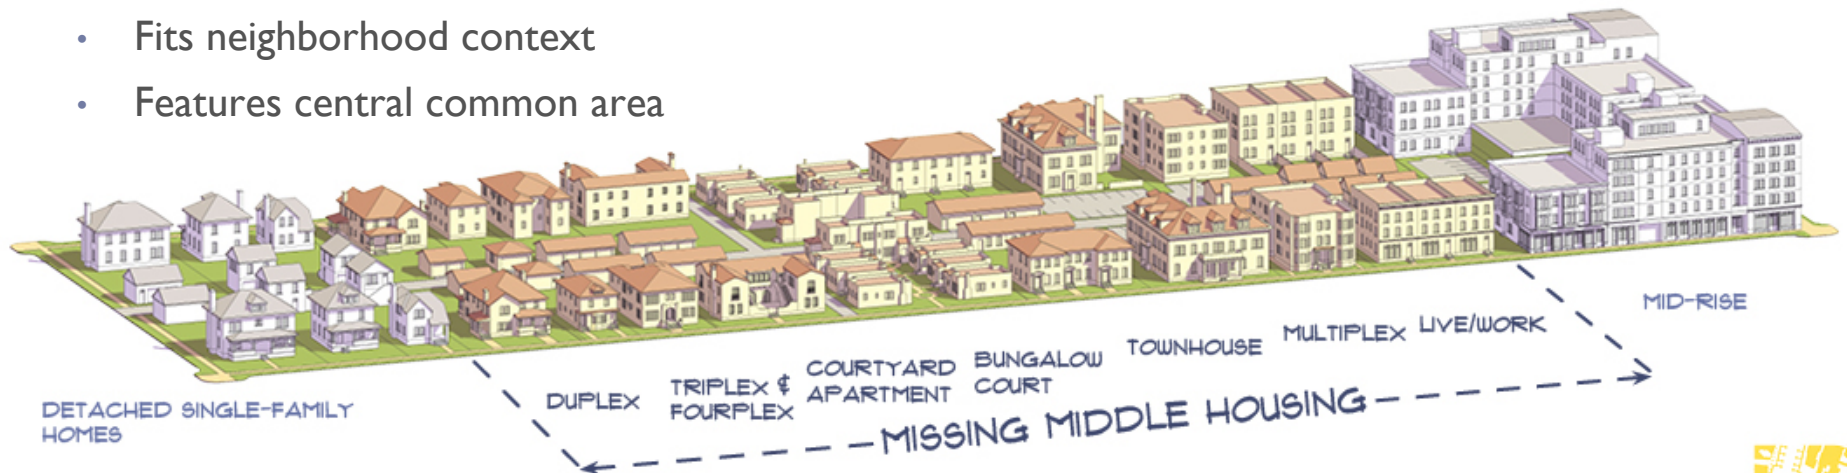 • Fits neighborhood context
• Features central common area
MID-RISE
LIVE/WORK
MULTIPLEX
TOWNHOUSE
BUNGALOW
COURT
COURTYARD
APARTMENT
TRIPLEX &
FOURPLEX
DUPLEX
DETACHED SINGLE-FAMILY
HOMES
MISSING MIDDLE HOUSING